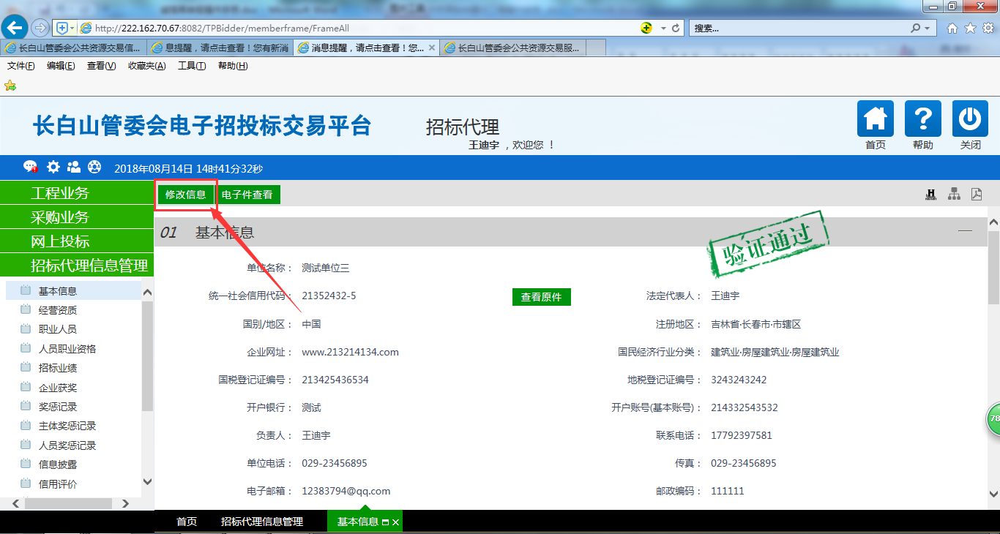 http://222.162.70.67:8082/TPBidder/memberframe/FrameAll
搜索...
长白山管委会公共资源交易信...
息提醒，请点击查看！您有新消
消息提醒，请点击查看！您...
长白山管委会公共资源交易服...
文件(F) 编辑(E) 查看(V) 收藏夹(A) 工具(T) 帮助(H)
长白山管委会电子招投标交易平台
招标代理
王迪宇 ，欢迎您 ！
首页 帮助 关闭
2018年08月14日 14时41分32秒
工程业务
采购业务
网上投标
招标代理信息管理
基本信息
经营资质
职业人员
人员职业资格
招标业绩
企业获奖
奖惩记录
主体奖惩记录
人员奖惩记录
信息披露
信用评价
修改信息 电子件查看
H
HISTORY
01 基本信息
验证通过
单位名称： 测试单位三
统一社会信用代码： 21352432-5 查看原件 法定代表人： 王迪宇
国别/地区： 中国 注册地区： 吉林省·长春市·市辖区
企业网址： www.213214134.com 国民经济行业分类： 建筑业·房屋建筑业·房屋建筑业
国税登记证编号： 213425436534 地税登记证编号： 3243243242
开户银行： 测试 开户账号(基本账号)： 214332543532
负责人： 王迪宇 联系电话： 17792397581
单位电话： 029-23456895 传真： 029-23456895
电子邮箱： 12383794@qq.com 邮政编码： 111111
78
首页 招标代理信息管理 基本信息